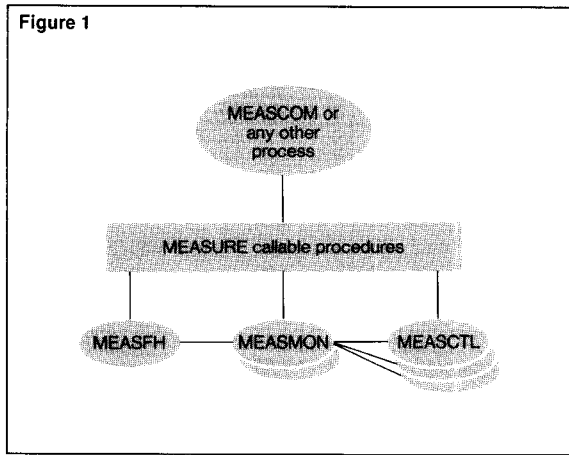 Figure 1
MEASCOM or
any other
process
MEASURE callable procedures
MEASFH
MEASMON
MEASCTL